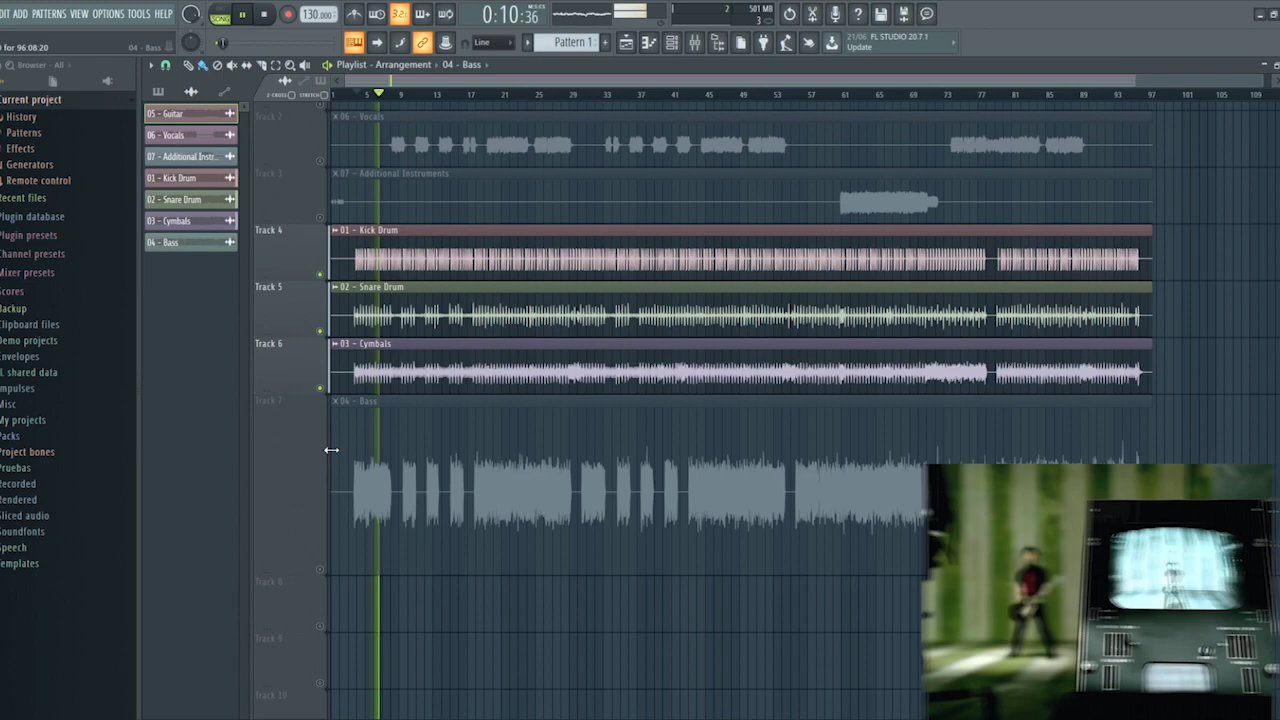 DIT ADD PATTERNS VIEW OPTIONS TOOLS HELP
SONG
130.000
3.2
0:10:36
M:S:CS
2
501 MB
3
0 for 96:08:20
04 - Bass
Line
Pattern 1
21/06 FL STUDIO 20.7.1
Update
Browser - All
Playlist - Arrangement
04 - Bass
Z-CROSS
STRETCH
1 5 9 13 17 21 25 29 33 37 41 45 49 53 57 61 65 69 73 77 81 85 89 93 97 101 105 109
Current project
History
Patterns
Effects
Generators
Remote control
Recent files
Plugin database
Plugin presets
Channel presets
Mixer presets
Scores
Backup
Clipboard files
Demo projects
Envelopes
L shared data
Impulses
Misc
My projects
Packs
Project bones
Pruebas
Recorded
Rendered
Sliced audio
Soundfonts
Speech
Templates
05 - Guitar
06 - Vocals
07 - Additional Instr..
01 - Kick Drum
02 - Snare Drum
03 - Cymbals
04 - Bass
Track 2
06 - Vocals
Track 3
07 - Additional Instruments
Track 4
01 - Kick Drum
Track 5
02 - Snare Drum
Track 6
03 - Cymbals
Track 7
04 - Bass
Track 8
Track 9
Track 10